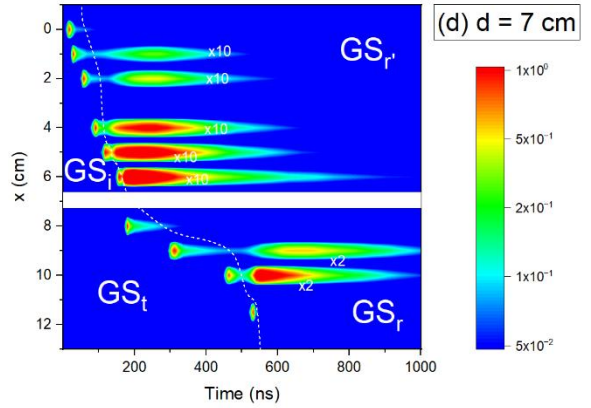 (d) d = 7 cm
0
2
4
6
8
10
12
x (cm)
GSr'
x10
x10
x10
x10
x10
GSi
x2
x2
GSt
GSr
200
400
600
800
1000
Time (ns)
1x10⁰
5x10⁻¹
2x10⁻¹
1x10⁻¹
5x10⁻²